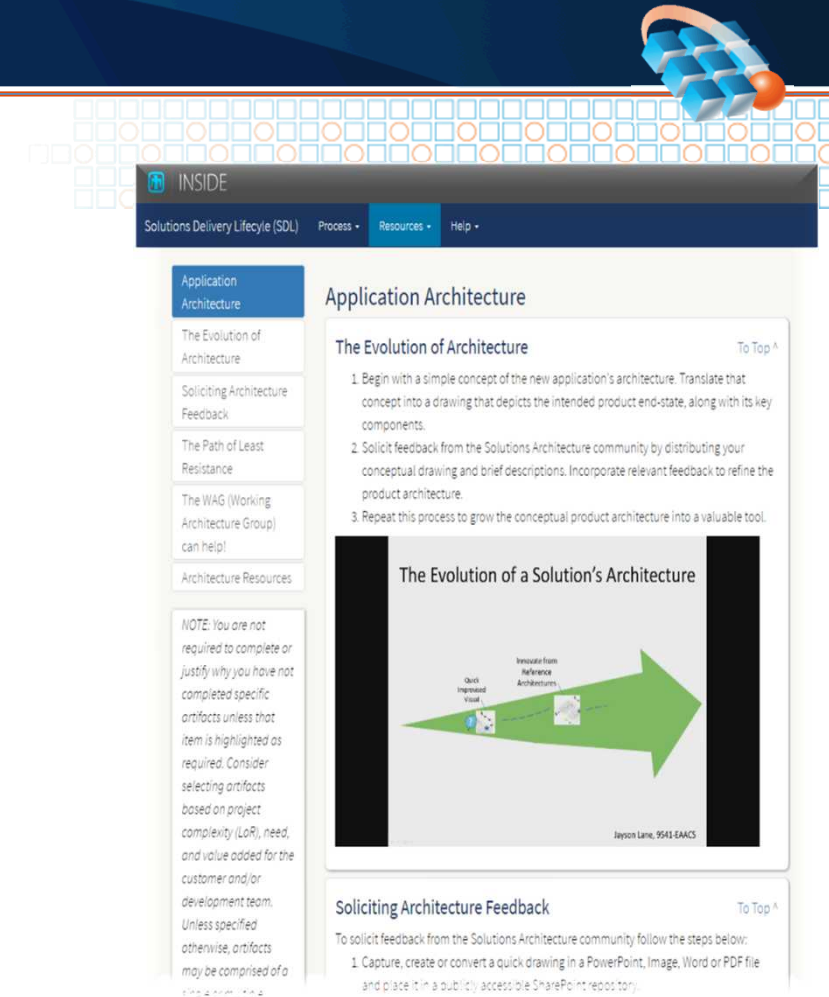 INSIDE
Solutions Delivery Lifecyle (SDL) Process Resources Help
Application
Architecture
The Evolution of
Architecture
Soliciting Architecture
Feedback
The Path of Least
Resistance
The WAG (Working
Architecture Group)
can help!
Architecture Resources
NOTE: You are not
required to complete or
justify why you have not
completed specific
artifacts unless that
item is highlighted as
required. Consider
selecting artifacts
based on project
complexity (LoR), need,
and value added for the
customer and/or
development team.
Unless specified
otherwise, artifacts
may be comprised of a
Application Architecture
The Evolution of Architecture To Top ^
1. Begin with a simple concept of the new application's architecture. Translate that
concept into a drawing that depicts the intended product end-state, along with its key
components.
2. Solicit feedback from the Solutions Architecture community by distributing your
conceptual drawing and brief descriptions. Incorporate relevant feedback to refine the
product architecture.
3. Repeat this process to grow the conceptual product architecture into a valuable tool.
The Evolution of a Solution's Architecture
Quick
Improvised
Visual
Innovate from
Reference
Architectures
Jayson Lane, 9541-EAACS
Soliciting Architecture Feedback To Top ^
To solicit feedback from the Solutions Architecture community follow the steps below:
1. Capture, create or convert a quick drawing in a PowerPoint, Image, Word or PDF file
and place it in a publicly accessible SharePoint repository.